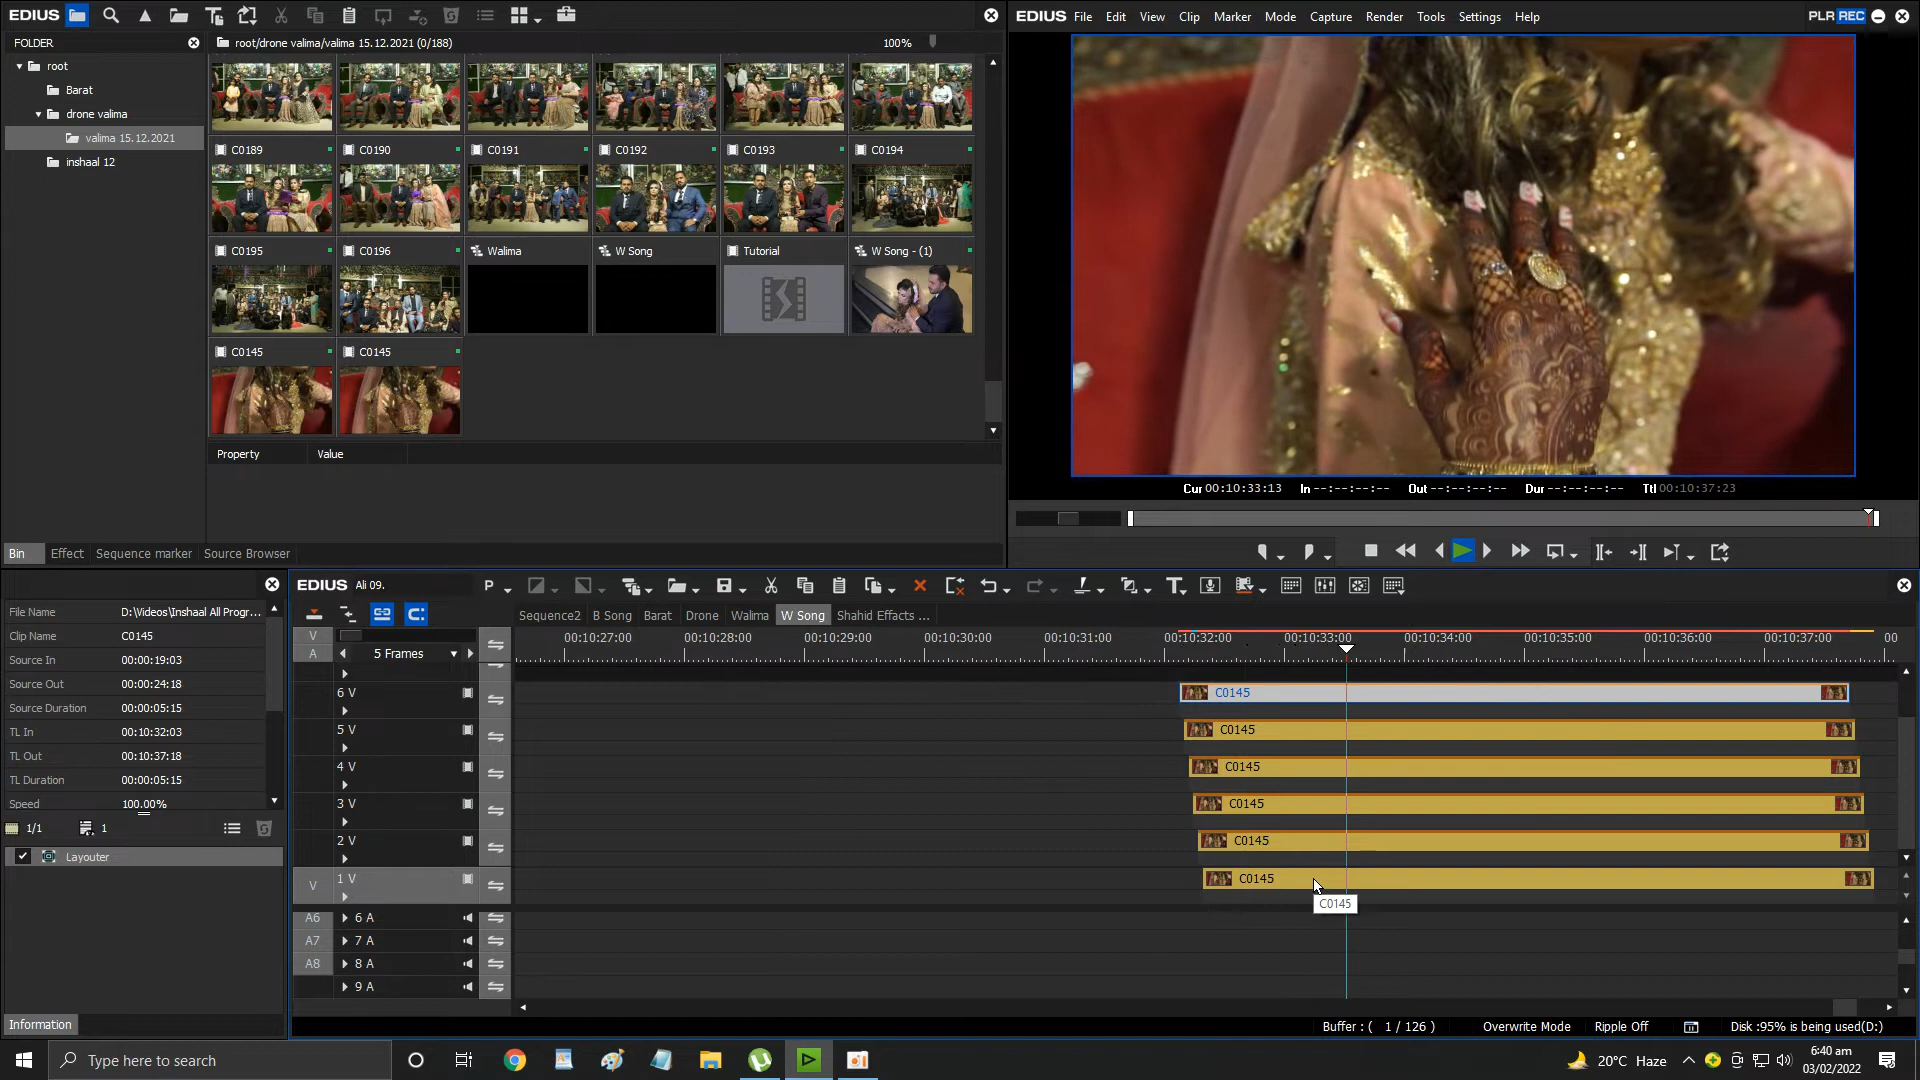 EDIUS
FOLDER
root/drone valima/valima 15.12.2021 (0/188)
100%
root
Barat
drone valima
valima 15.12.2021
inshaal 12
C0189
C0190
C0191
C0192
C0193
C0194
C0195
C0196
Walima
W Song
Tutorial
W Song - (1)
C0145
C0145
Property
Value
Bin
Effect
Sequence marker
Source Browser
EDIUS
File
Edit
View
Clip
Marker
Mode
Capture
Render
Tools
Settings
Help
PLR REC
Cur 00:10:33:13
In --:--:--:--
Out --:--:--:--
Dur --:--:--:--
Ttl 00:10:37:23
File Name
D:\Videos\Inshaal All Progr...
Clip Name
C0145
Source In
00:00:19:03
Source Out
00:00:24:18
Source Duration
00:00:05:15
TL In
00:10:32:03
TL Out
00:10:37:18
TL Duration
00:00:05:15
Speed
100.00%
1/1
1
Layouter
Information
EDIUS
Ali 09.
P
Sequence2
B Song
Barat
Drone
Walima
W Song
Shahid Effects ...
V
A
5 Frames
00:10:27:00
00:10:28:00
00:10:29:00
00:10:30:00
00:10:31:00
00:10:32:00
00:10:33:00
00:10:34:00
00:10:35:00
00:10:36:00
00:10:37:00
00
6 V
C0145
5 V
C0145
4 V
C0145
3 V
C0145
2 V
C0145
V
1 V
C0145
C0145
A6
6 A
A7
7 A
A8
8 A
9 A
Buffer : ( 1 / 126 )
Overwrite Mode
Ripple Off
Disk :95% is being used(D:)
Type here to search
20°C Haze
6:40 am
03/02/2022